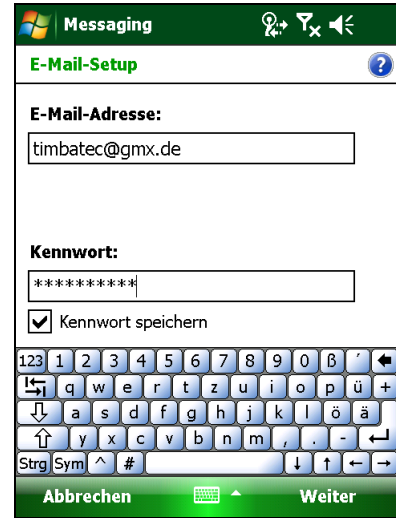 Messaging
E-Mail-Setup ?
E-Mail-Adresse:
timbatec@gmx.de
Kennwort:
**********
Kennwort speichern
123 1 2 3 4 5 6 7 8 9 0 ß ´
q w e r t z u i o p ü +
a s d f g h j k l ö ä
y x c v b n m , . -
Strg Sym ^ #
Abbrechen Weiter